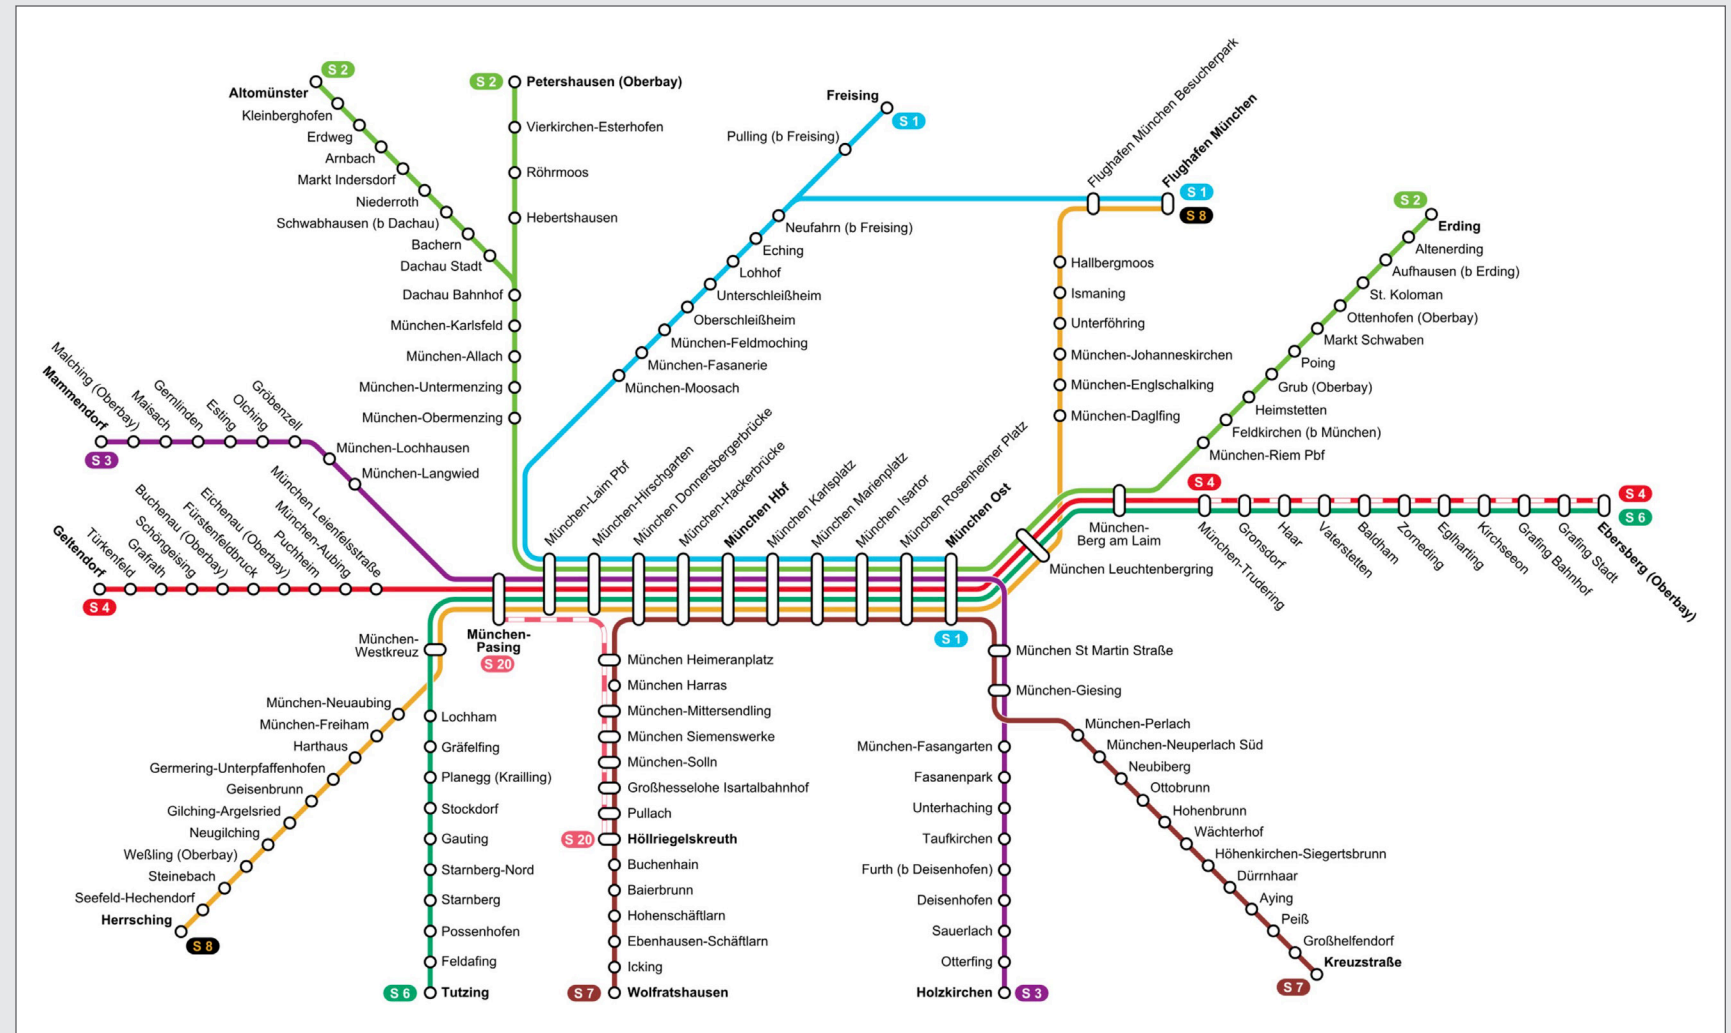 S 2
Altomünster
Kleinberghofen
Erdweg
Arnbach
Markt Indersdorf
Niederroth
Schwabhausen (b Dachau)
Bachern
Dachau Stadt
S 2
Petershausen (Oberbay)
Vierkirchen-Esterhofen
Röhrmoos
Hebertshausen
Dachau Bahnhof
München-Karlsfeld
München-Allach
München-Untermenzing
München-Obermenzing
Freising
S 1
Pulling (b Freising)
Neufahrn (b Freising)
Eching
Lohhof
Unterschleißheim
Oberschleißheim
München-Feldmoching
München-Fasanerie
München-Moosach
Flughafen München Besucherpark
Flughafen München
S 1
S 8
Hallbergmoos
Ismaning
Unterföhring
München-Johanneskirchen
München-Englschalking
München-Daglfing
S 2
Erding
Altenerding
Aufhausen (b Erding)
St. Koloman
Ottenhofen (Oberbay)
Markt Schwaben
Poing
Grub (Oberbay)
Heimstetten
Feldkirchen (b München)
München-Riem Pbf
Mammendorf
S 3
Malching (Oberbay)
Maisach
Gernlinden
Esting
Olching
Gröbenzell
München-Lochhausen
München-Langwied
Geltendorf
S 4
Türkenfeld
Grafrath
Schöngeising
Buchenau (Oberbay)
Fürstenfeldbruck
Eichenau (Oberbay)
Puchheim
München-Aubing
München Leienfelsstraße
München-
Pasing
S 20
München-Laim Pbf
München-Hirschgarten
München Donnersbergerbrücke
München-Hackerbrücke
München Hbf
München Karlsplatz
München Marienplatz
München Isartor
München Rosenheimer Platz
München Ost
S 1
München Leuchtenbergring
München-
Berg am Laim
S 4
München-Trudering
Gronsdorf
Haar
Vaterstetten
Baldham
Zorneding
Eglharting
Kirchseeon
Grafing Bahnhof
Grafing Stadt
Ebersberg (Oberbay)
S 4
S 6
München-
Westkreuz
München-Neuaubing
München-Freiham
Harthaus
Germering-Unterpfaffenhofen
Geisenbrunn
Gilching-Argelsried
Neugilching
Weßling (Oberbay)
Steinebach
Seefeld-Hechendorf
Herrsching
S 8
Lochham
Gräfelfing
Planegg (Krailling)
Stockdorf
Gauting
Starnberg-Nord
Starnberg
Possenhofen
Feldafing
S 6
Tutzing
München Heimeranplatz
München Harras
München-Mittersendling
München Siemenswerke
München-Solln
Großhesselohe Isartalbahnhof
Pullach
S 20
Höllriegelskreuth
Buchenhain
Baierbrunn
Hohenschäftlarn
Ebenhausen-Schäftlarn
Icking
S 7
Wolfratshausen
München St Martin Straße
München-Giesing
München-Fasangarten
Fasanenpark
Unterhaching
Taufkirchen
Furth (b Deisenhofen)
Deisenhofen
Sauerlach
Otterfing
Holzkirchen
S 3
München-Perlach
München-Neuperlach Süd
Neubiberg
Ottobrunn
Hohenbrunn
Wächterhof
Höhenkirchen-Siegertsbrunn
Dürrnhaar
Aying
Peiß
Großhelfendorf
Kreuzstraße
S 7